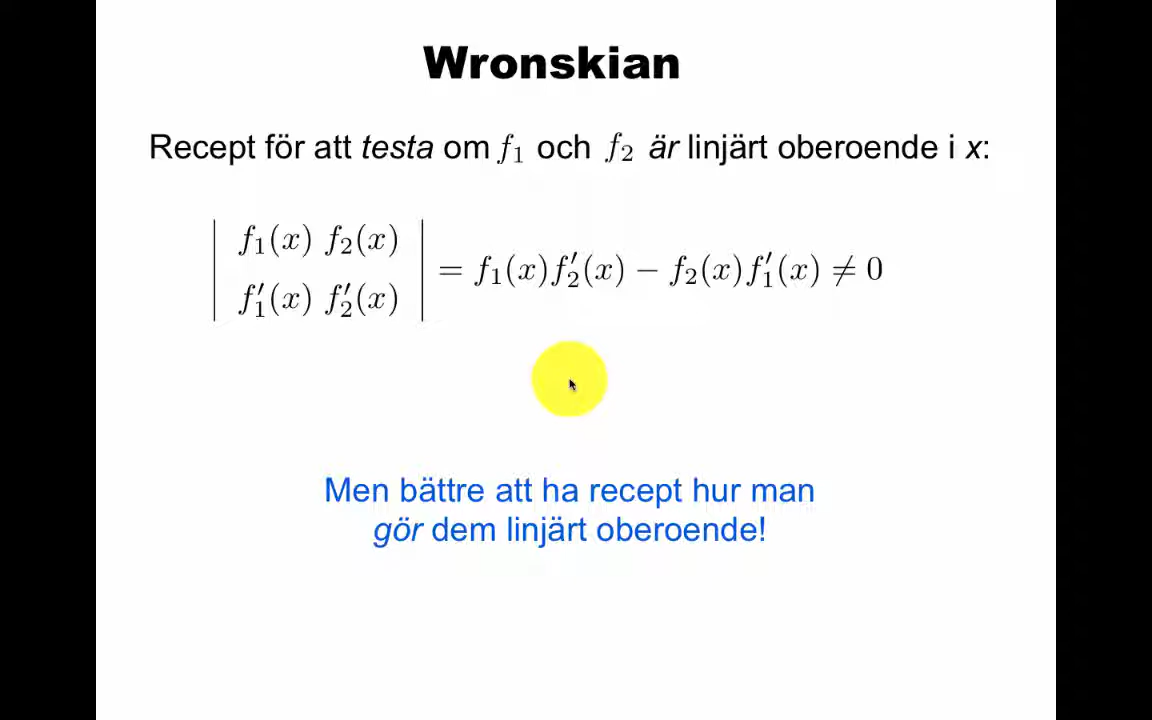 Wronskian
Recept för att testa om f₁ och f₂ är linjärt oberoende i x:
| f₁(x) f₂(x) |
| f₁′(x) f₂′(x) | = f₁(x)f₂′(x) − f₂(x)f₁′(x) ≠ 0
Men bättre att ha recept hur man
gör dem linjärt oberoende!